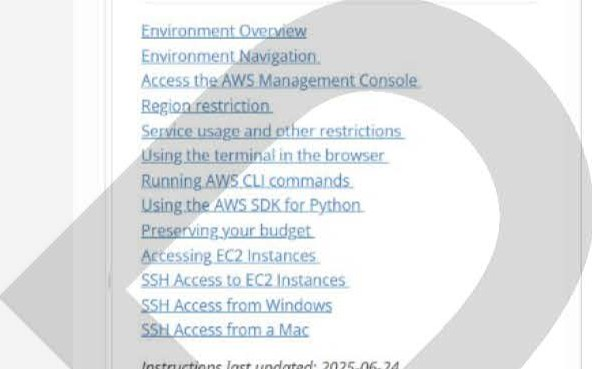 Environment Overview
Environment Navigation
Access the AWS Management Console
Region restriction
Service usage and other restrictions
Using the terminal in the browser
Running AWS CLI commands
Using the AWS SDK for Python
Preserving your budget
Accessing EC2 Instances
SSH Access to EC2 Instances
SSH Access from Windows
SSH Access from a Mac
Instructions last updated: 2025-06-24